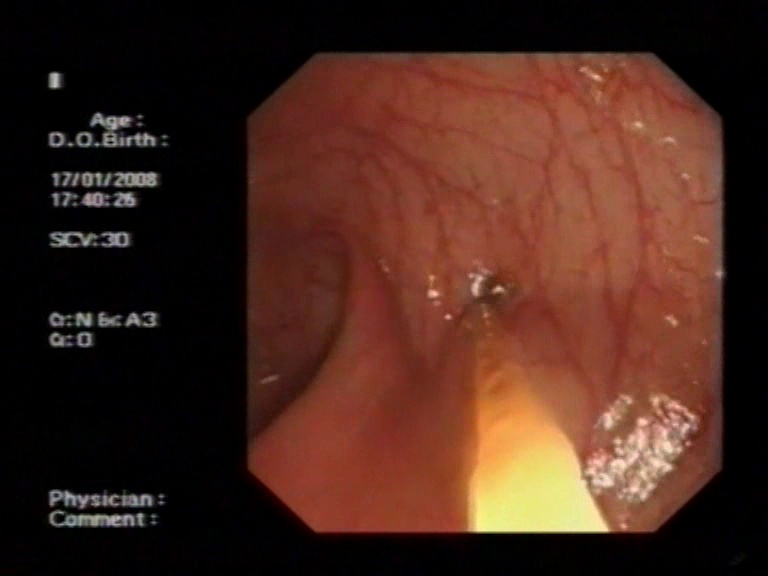 Age:
D.O.Birth:
17/01/2008
17:40:26
SCV:30
Physician:
Comment: